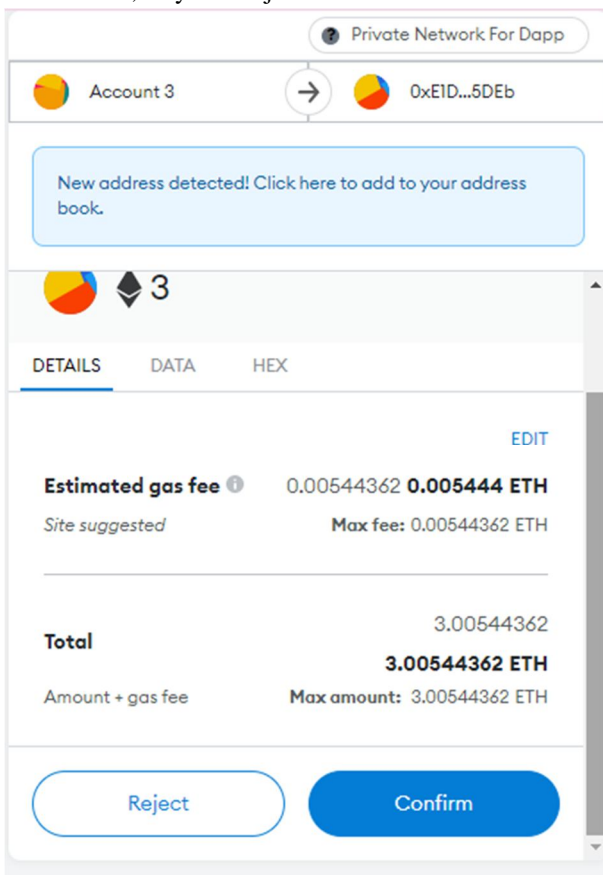 Private Network For Dapp
Account 3
0xE1D...5DEb
New address detected! Click here to add to your address
book.
3
DETAILS DATA HEX
EDIT
Estimated gas fee 0.00544362 0.005444 ETH
Site suggested Max fee: 0.00544362 ETH
3.00544362
Total
3.00544362 ETH
Amount + gas fee Max amount: 3.00544362 ETH
Reject Confirm